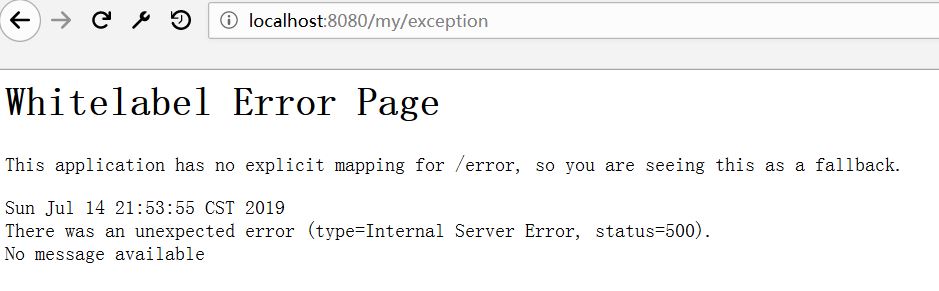 localhost:8080/my/exception
Whitelabel Error Page
This application has no explicit mapping for /error, so you are seeing this as a fallback.
Sun Jul 14 21:53:55 CST 2019
There was an unexpected error (type=Internal Server Error, status=500).
No message available